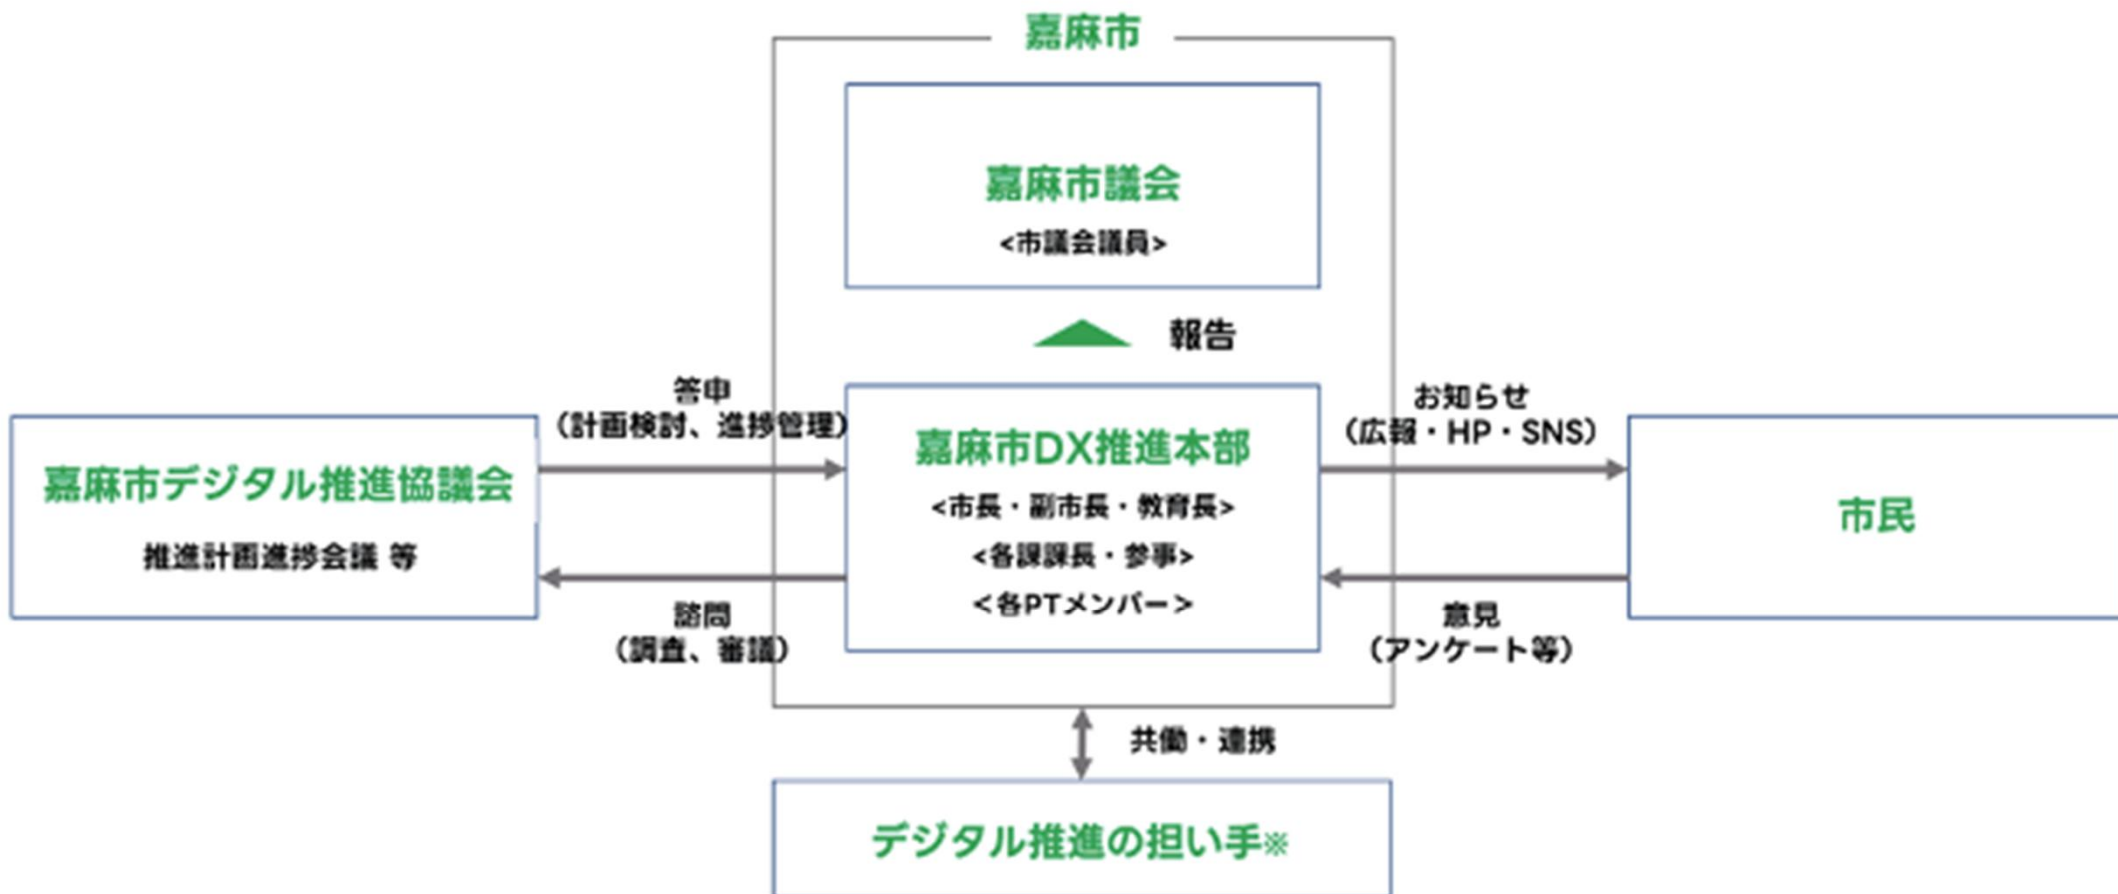 嘉麻市
嘉麻市議会
<市議会議員>
報告
答申
（計画検討、進捗管理）
嘉麻市デジタル推進協議会
推進計画進捗会議 等
諮問
（調査、審議）
嘉麻市DX推進本部
<市長・副市長・教育長>
<各課課長・参事>
＜各PTメンバー＞
お知らせ
（広報・HP・SNS）
市民
意見
（アンケート等）
共働・連携
デジタル推進の担い手※